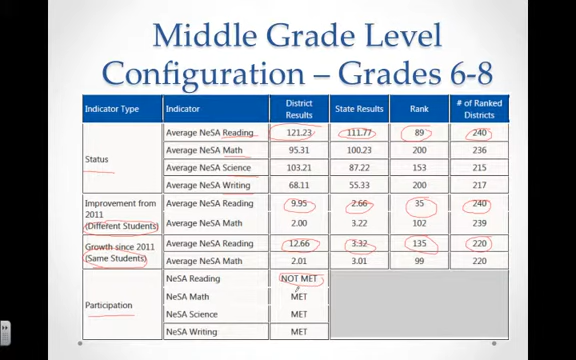 Middle Grade Level
Configuration – Grades 6-8
Indicator Type Indicator District Results State Results Rank # of Ranked Districts
Status Average NeSA Reading 121.23 111.77 89 240
Average NeSA Math 95.31 100.23 200 236
Average NeSA Science 103.21 87.22 153 215
Average NeSA Writing 68.11 55.33 200 217
Improvement from 2011 (Different Students) Average NeSA Reading 9.95 2.66 35 240
Average NeSA Math 2.00 3.22 102 239
Growth since 2011 (Same Students) Average NeSA Reading 12.66 3.32 135 220
Average NeSA Math 2.01 3.01 99 220
Participation NeSA Reading NOT MET
NeSA Math MET
NeSA Science MET
NeSA Writing MET